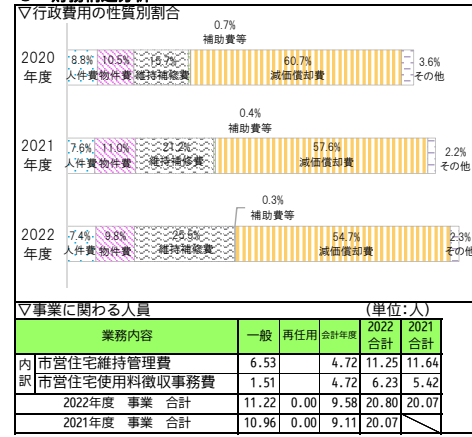 ▽行政費用の性質別割合
0.7%
補助費等
2020
年度
8.8%
人件費
10.5%
物件費
15.7%
維持補修費
60.7%
減価償却費
3.6%
その他
0.4%
補助費等
2021
年度
7.6%
人件費
11.0%
物件費
21.2%
維持補修費
57.6%
減価償却費
2.2%
その他
0.3%
補助費等
2022
年度
7.4%
人件費
9.8%
物件費
25.5%
維持補修費
54.7%
減価償却費
2.3%
その他
▽事業に関わる人員 (単位:人)
業務内容 一般 再任用 会計年度 2022合計 2021合計
内訳 市営住宅維持管理費 6.53 4.72 11.25 11.64
市営住宅使用料徴収事務費 1.51 4.72 6.23 5.42
2022年度 事業 合計 11.22 0.00 9.58 20.80 20.07
2021年度 事業 合計 10.96 0.00 9.11 20.07